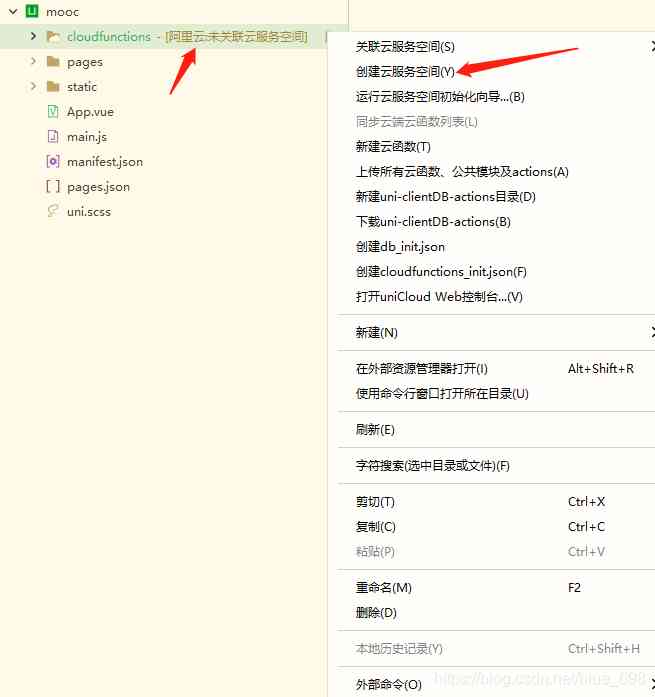 mooc
cloudfunctions - [阿里云:未关联云服务空间]
pages
static
App.vue
main.js
manifest.json
pages.json
uni.scss
关联云服务空间(S)
创建云服务空间(Y)
运行云服务空间初始化向导...(B)
同步云端云函数列表(L)
新建云函数(T)
上传所有云函数、公共模块及actions(A)
新建uni-clientDB-actions目录(D)
下载uni-clientDB-actions(B)
创建db_init.json
创建cloudfunctions_init.json(F)
打开uniCloud Web控制台...(V)
新建(N)
在外部资源管理器打开(I) Alt+Shift+R
使用命令行窗口打开所在目录(U)
刷新(E)
字符搜索(选中目录或文件)(F)
剪切(T) Ctrl+X
复制(C) Ctrl+C
粘贴(P) Ctrl+V
重命名(M) F2
删除(D)
本地历史记录(Y) Ctrl+Shift+H
外部命令(O)
https://blog.csdn.net/blue_698